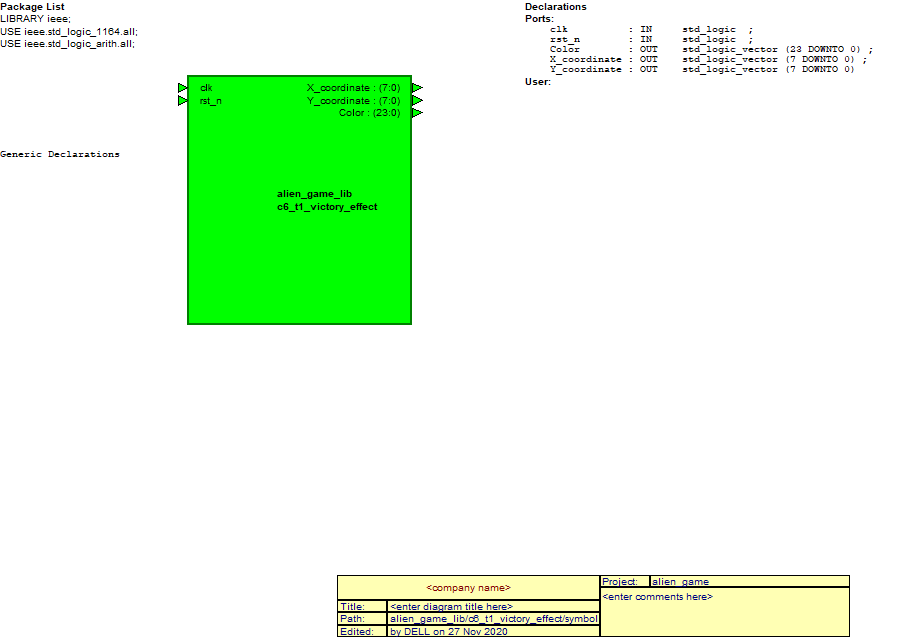 Package List
LIBRARY ieee;
USE ieee.std_logic_1164.all;
USE ieee.std_logic_arith.all;
Declarations
Ports:
clk : IN std_logic ;
rst_n : IN std_logic ;
Color : OUT std_logic_vector (23 DOWNTO 0) ;
X_coordinate : OUT std_logic_vector (7 DOWNTO 0) ;
Y_coordinate : OUT std_logic_vector (7 DOWNTO 0)
User:
clk X_coordinate : (7:0)
rst_n Y_coordinate : (7:0)
Color : (23:0)
Generic Declarations
alien_game_lib
c6_t1_victory_effect
<company name>
Project: alien_game
<enter comments here>
Title: <enter diagram title here>
Path: alien_game_lib/c6_t1_victory_effect/symbol
Edited: by DELL on 27 Nov 2020